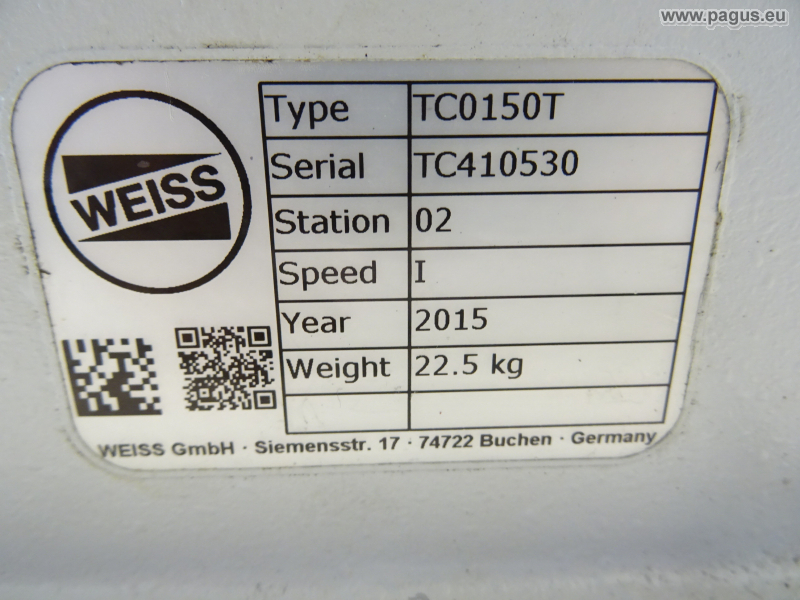 www.pagus.eu
WEISS
Type TC0150T
Serial TC410530
Station 02
Speed I
Year 2015
Weight 22.5 kg
WEISS GmbH · Siemensstr. 17 · 74722 Buchen · Germany